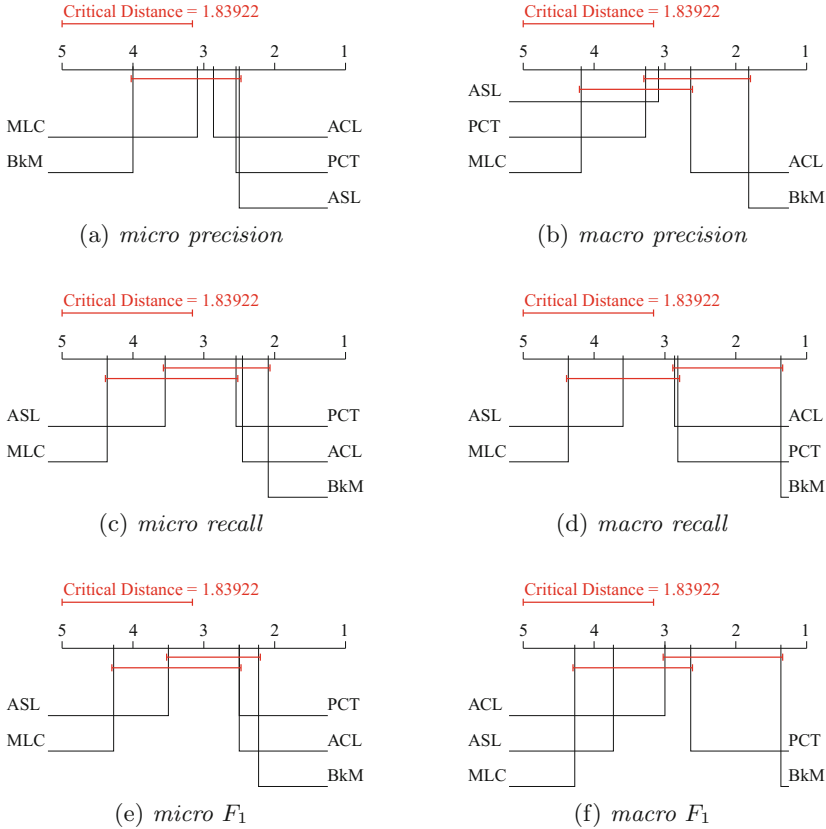 Critical Distance = 1.83922
5 4 3 2 1
MLC ACL
BkM PCT
ASL
(a) micro precision
Critical Distance = 1.83922
5 4 3 2 1
ASL
PCT
MLC ACL
BkM
(b) macro precision
Critical Distance = 1.83922
5 4 3 2 1
ASL PCT
MLC ACL
BkM
(c) micro recall
Critical Distance = 1.83922
5 4 3 2 1
ASL ACL
MLC PCT
BkM
(d) macro recall
Critical Distance = 1.83922
5 4 3 2 1
ASL PCT
MLC ACL
BkM
(e) micro F₁
Critical Distance = 1.83922
5 4 3 2 1
ACL
ASL PCT
MLC BkM
(f) macro F₁